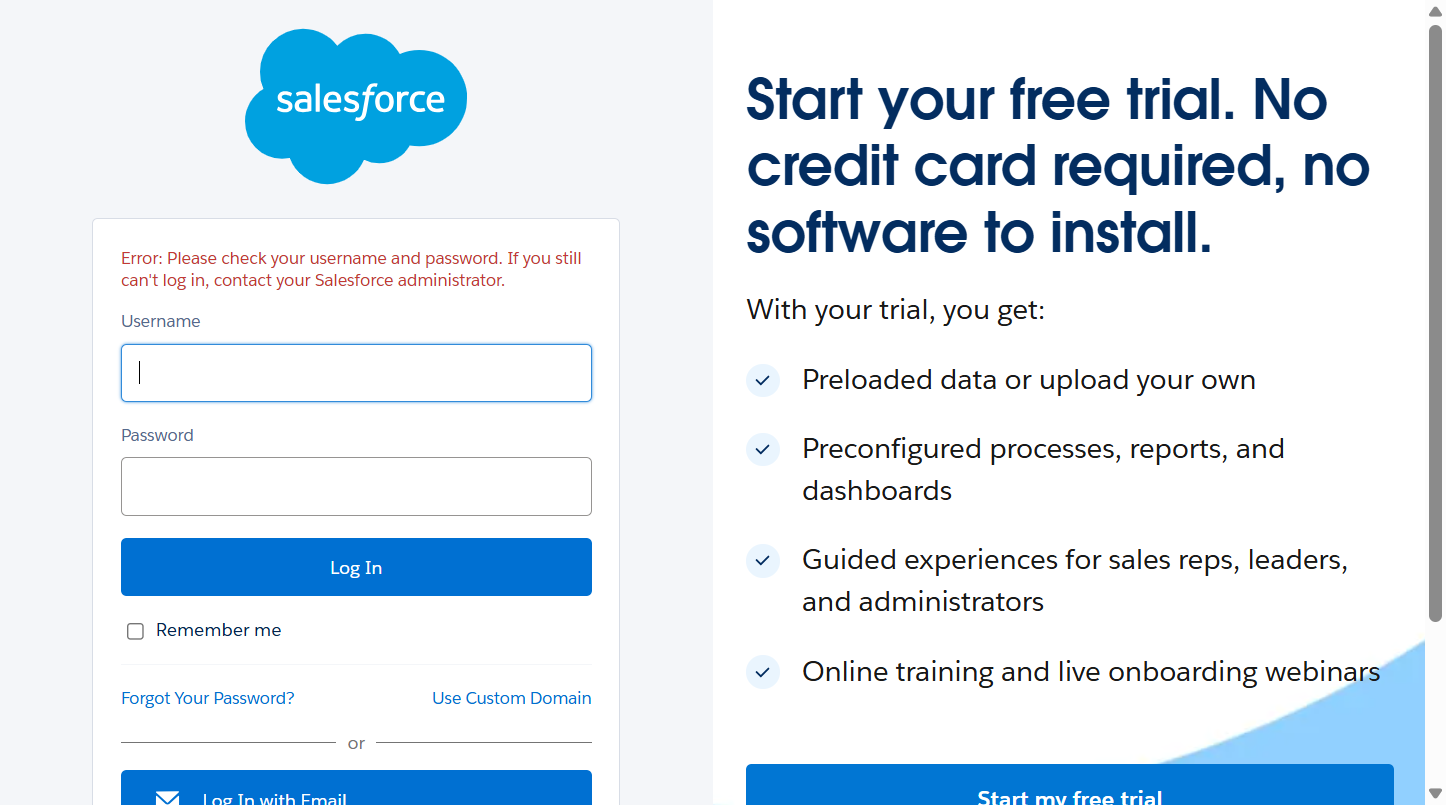 salesforce
Error: Please check your username and password. If you still
can't log in, contact your Salesforce administrator.
Username
Password
Log In
Remember me
Forgot Your Password?
Use Custom Domain
or
Log In with Email
Start your free trial. No
credit card required, no
software to install.
With your trial, you get:
Preloaded data or upload your own
Preconfigured processes, reports, and
dashboards
Guided experiences for sales reps, leaders,
and administrators
Online training and live onboarding webinars
Start my free trial